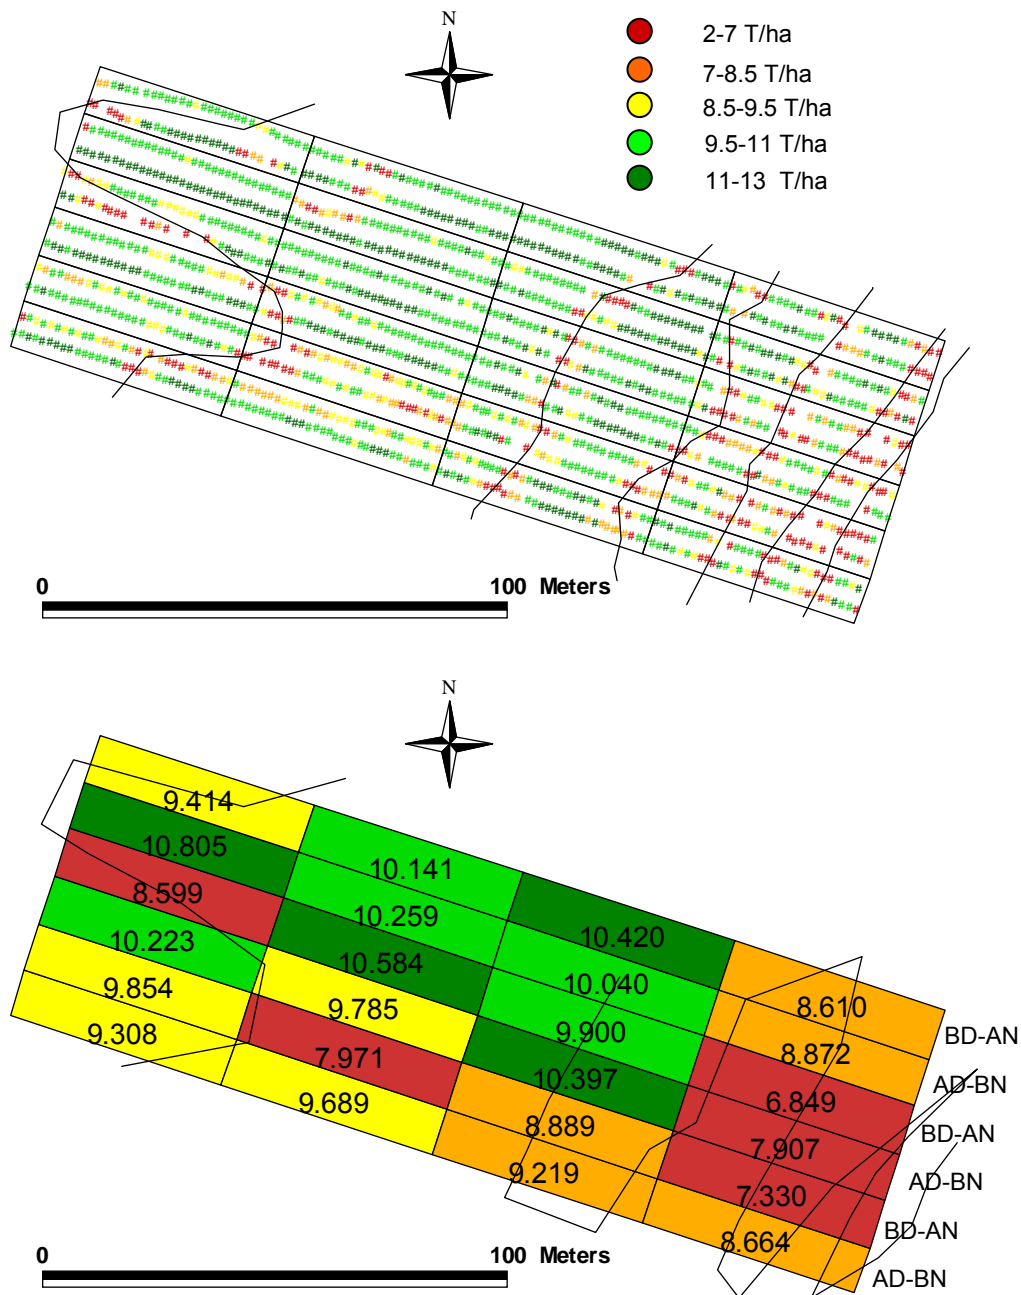 N
2-7 T/ha
7-8.5 T/ha
8.5-9.5 T/ha
9.5-11 T/ha
11-13 T/ha
0 100 Meters
N
9.414
10.805
10.141
8.599
10.259
10.420
10.223
10.584
10.040
9.854
9.785
9.900
8.610
9.308
7.971
10.397
8.872
BD-AN
9.689
8.889
6.849
AD-BN
9.219
7.907
BD-AN
7.330
AD-BN
8.664
BD-AN
AD-BN
0 100 Meters